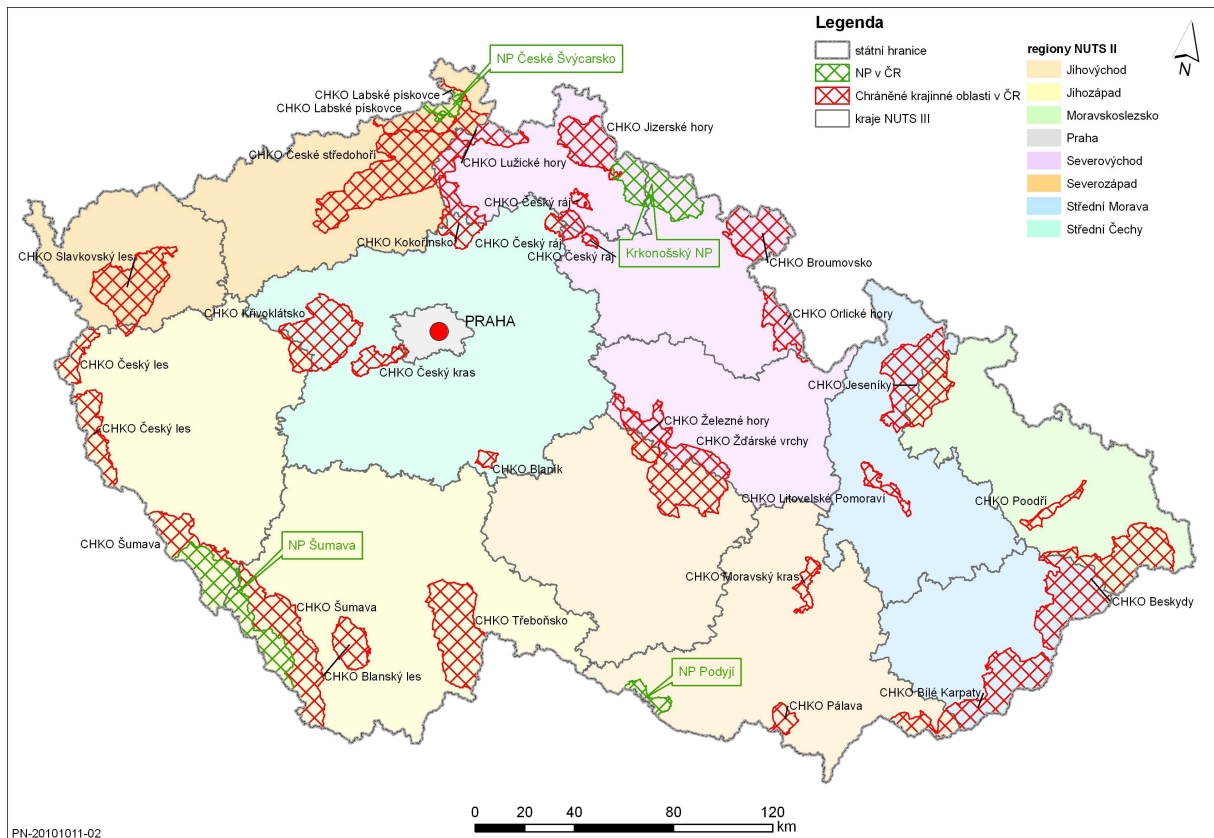 Legenda
státní hranice
NP v ČR
Chráněné krajinné oblasti v ČR
kraje NUTS III
regiony NUTS II
Jihovýchod
Jihozápad
Moravskoslezsko
Praha
Severovýchod
Severozápad
Střední Morava
Střední Čechy
N
NP České Švýcarsko
CHKO Labské pískovce
CHKO Labské pískovce
CHKO Jizerské hory
CHKO České středohoří
CHKO Lužické hory
CHKO Český ráj
CHKO Kokořínsko
CHKO Český ráj
CHKO Český ráj
Krkonošský NP
CHKO Slavkovský les
CHKO Broumovsko
CHKO Křivoklátsko
PRAHA
CHKO Orlické hory
CHKO Český les
CHKO Český kras
CHKO Jeseníky
CHKO Český les
CHKO Železné hory
CHKO Žďárské vrchy
CHKO Blaník
CHKO Litovelské Pomoraví
CHKO Poodří
CHKO Šumava
NP Šumava
CHKO Moravský kras
CHKO Beskydy
CHKO Šumava
CHKO Třeboňsko
CHKO Blanský les
NP Podyjí
CHKO Bílé Karpaty
CHKO Pálava
0 20 40 80 120
km
PN-20101011-02